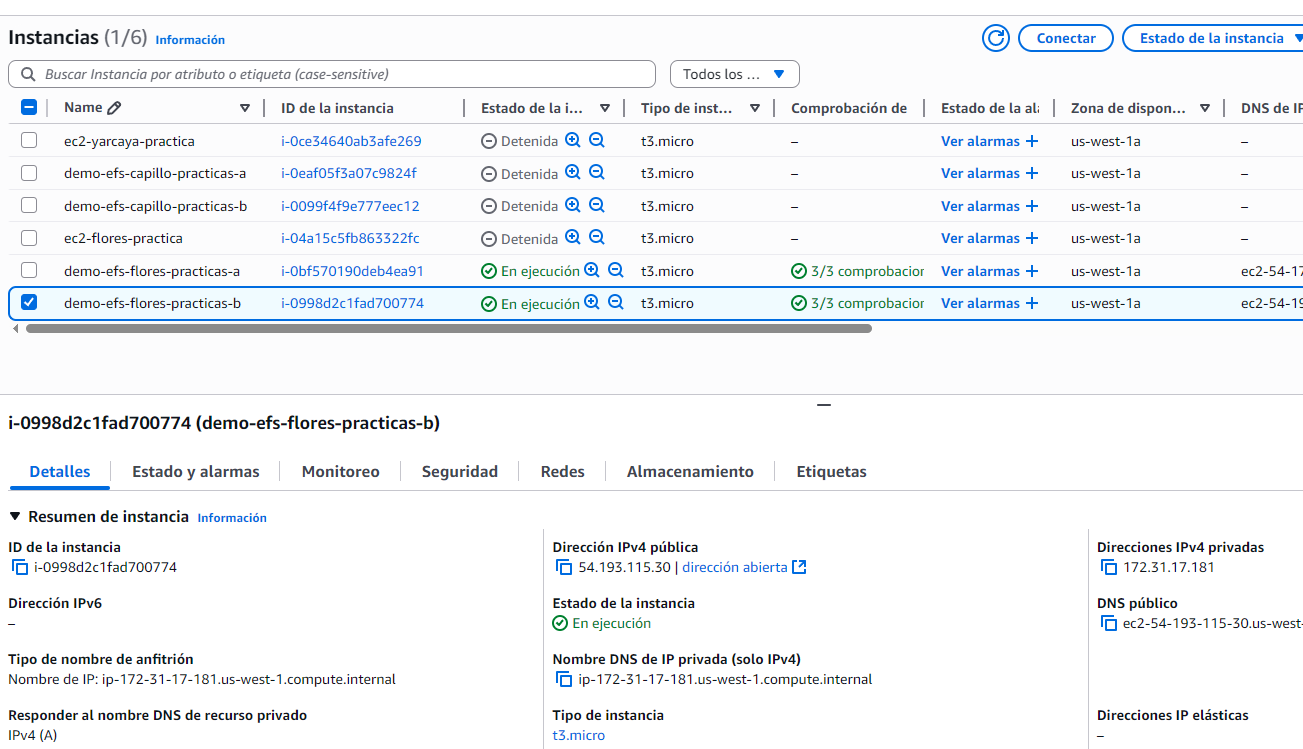 Instancias (1/6) Información
Conectar
Estado de la instancia
Buscar Instancia por atributo o etiqueta (case-sensitive)
Todos los ...
Name ID de la instancia Estado de la i... Tipo de inst... Comprobación de Estado de la ala Zona de dispon... DNS de IP
ec2-yarcaya-practica i-0ce34640ab3afe269 Detenida t3.micro – Ver alarmas + us-west-1a –
demo-efs-capillo-practicas-a i-0eaf05f3a07c9824f Detenida t3.micro – Ver alarmas + us-west-1a –
demo-efs-capillo-practicas-b i-0099f4f9e777eec12 Detenida t3.micro – Ver alarmas + us-west-1a –
ec2-flores-practica i-04a15c5fb863322fc Detenida t3.micro – Ver alarmas + us-west-1a –
demo-efs-flores-practicas-a i-0bf570190deb4ea91 En ejecución t3.micro 3/3 comprobacion Ver alarmas + us-west-1a ec2-54-17
demo-efs-flores-practicas-b i-0998d2c1fad700774 En ejecución t3.micro 3/3 comprobacion Ver alarmas + us-west-1a ec2-54-19
i-0998d2c1fad700774 (demo-efs-flores-practicas-b)
Detalles Estado y alarmas Monitoreo Seguridad Redes Almacenamiento Etiquetas
Resumen de instancia Información
ID de la instancia
i-0998d2c1fad700774
Dirección IPv4 pública
54.193.115.30 | dirección abierta
Direcciones IPv4 privadas
172.31.17.181
Dirección IPv6
–
Estado de la instancia
En ejecución
DNS público
ec2-54-193-115-30.us-west-
Tipo de nombre de anfitrión
Nombre de IP: ip-172-31-17-181.us-west-1.compute.internal
Nombre DNS de IP privada (solo IPv4)
ip-172-31-17-181.us-west-1.compute.internal
Responder al nombre DNS de recurso privado
IPv4 (A)
Tipo de instancia
t3.micro
Direcciones IP elásticas
–